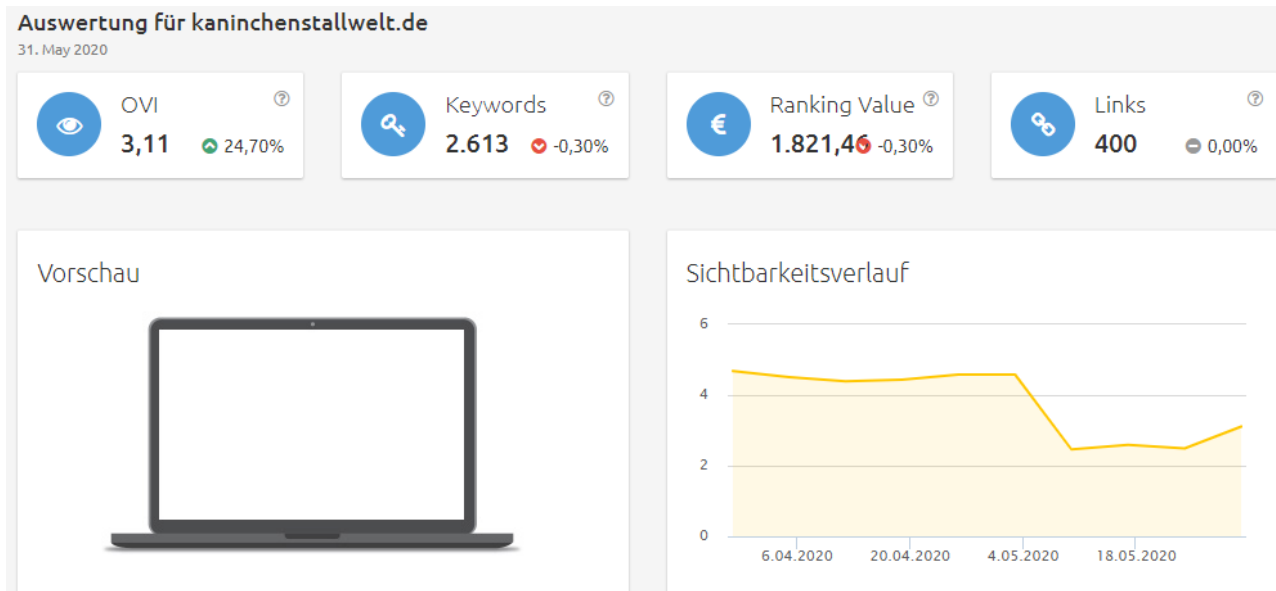 Auswertung für kaninchenstallwelt.de
31. May 2020
OVI
3,11 24,70%
Keywords
2.613 -0,30%
Ranking Value
€
1.821,46 -0,30%
Links
400 0,00%
Vorschau
Sichtbarkeitsverlauf
6
4
2
0
6.04.2020 20.04.2020 4.05.2020 18.05.2020